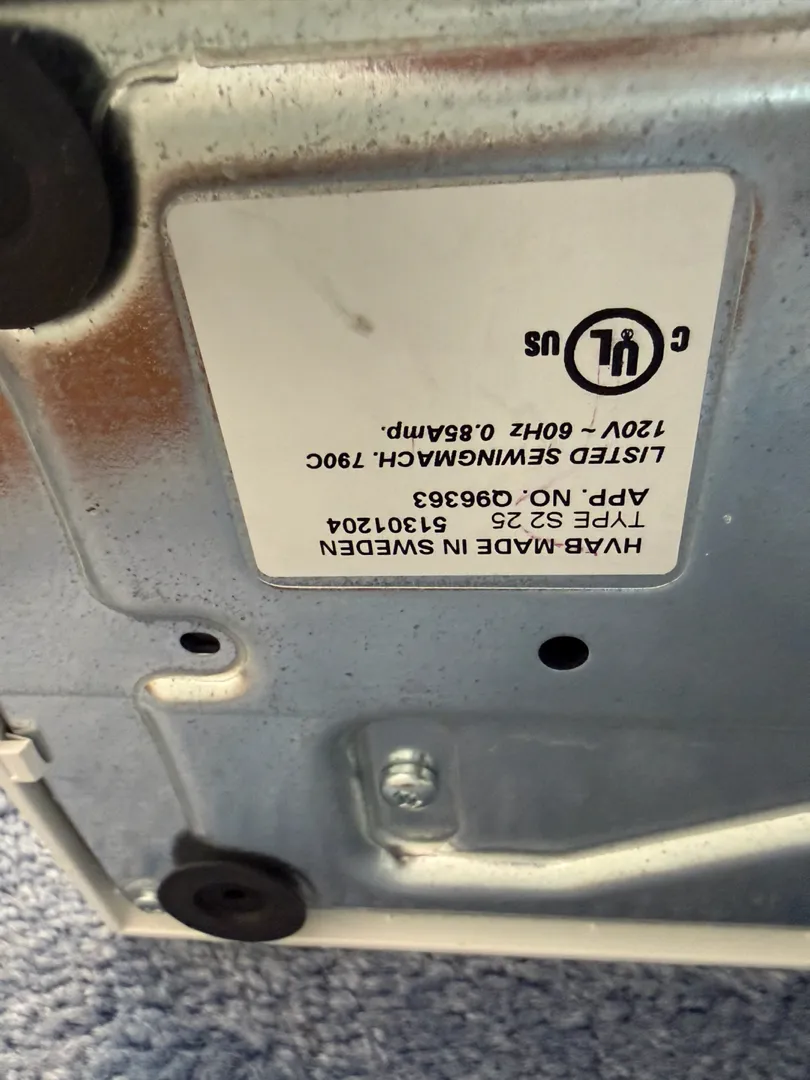 HVAB MADE IN SWEDEN
TYPE S2 25 51301204
APP. NO. Q96363
LISTED SEWINGMACH. 790C
120V ~ 60Hz 0.85Amp.
C UL US